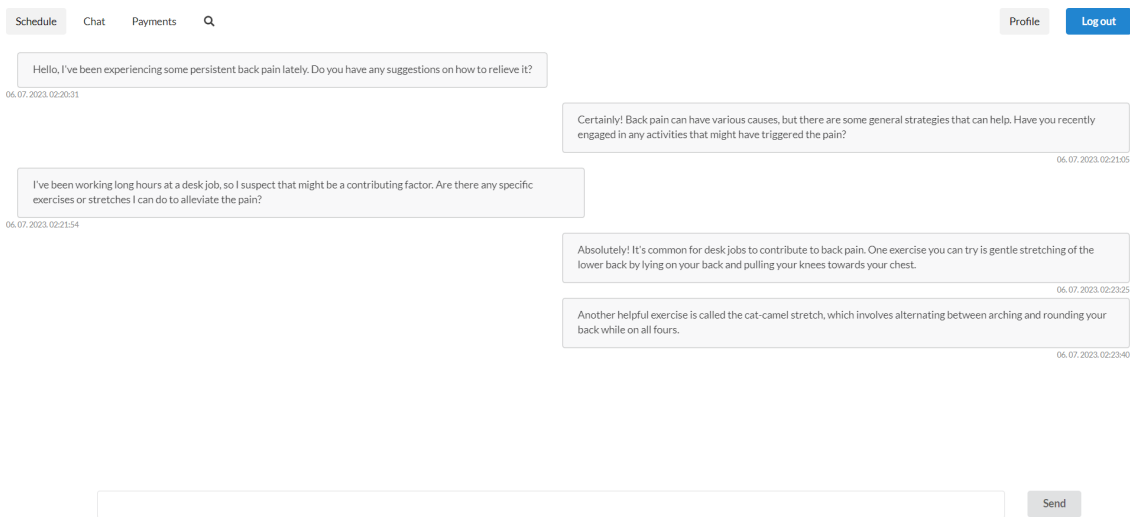 Schedule Chat Payments Profile Log out
Hello, I've been experiencing some persistent back pain lately. Do you have any suggestions on how to relieve it?
06. 07. 2023. 02:20:31
Certainly! Back pain can have various causes, but there are some general strategies that can help. Have you recently
engaged in any activities that might have triggered the pain?
06. 07. 2023. 02:21:05
I've been working long hours at a desk job, so I suspect that might be a contributing factor. Are there any specific
exercises or stretches I can do to alleviate the pain?
06. 07. 2023. 02:21:54
Absolutely! It's common for desk jobs to contribute to back pain. One exercise you can try is gentle stretching of the
lower back by lying on your back and pulling your knees towards your chest.
06. 07. 2023. 02:23:25
Another helpful exercise is called the cat-camel stretch, which involves alternating between arching and rounding your
back while on all fours.
06. 07. 2023. 02:23:40
Send